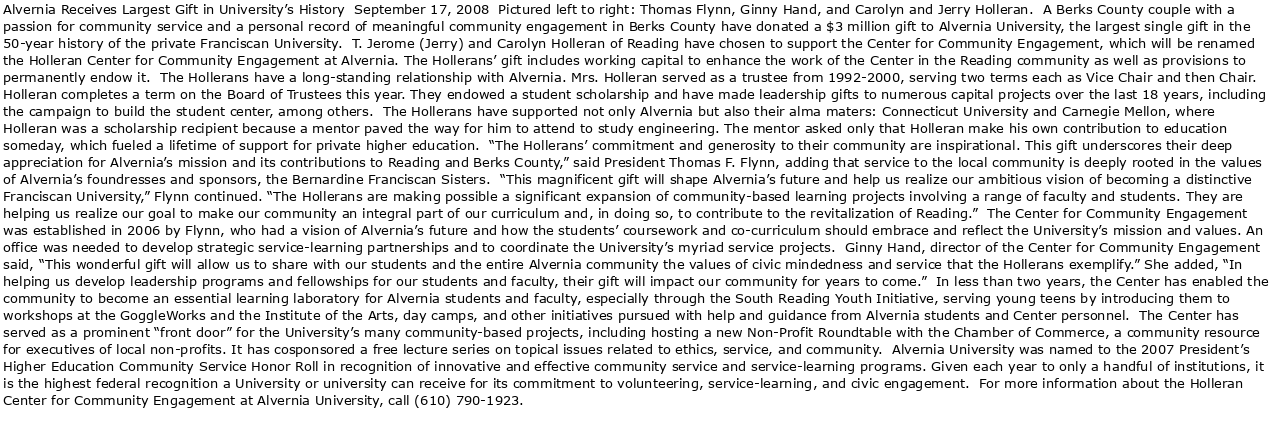 Alvernia Receives Largest Gift in University’s History  September 17, 2008  Pictured left to right: Thomas Flynn, Ginny Hand, and Carolyn and Jerry Holleran.  A Berks County couple with a
passion for community service and a personal record of meaningful community engagement in Berks County have donated a $3 million gift to Alvernia University, the largest single gift in the
50-year history of the private Franciscan University.  T. Jerome (Jerry) and Carolyn Holleran of Reading have chosen to support the Center for Community Engagement, which will be renamed
the Holleran Center for Community Engagement at Alvernia. The Hollerans’ gift includes working capital to enhance the work of the Center in the Reading community as well as provisions to
permanently endow it.  The Hollerans have a long-standing relationship with Alvernia. Mrs. Holleran served as a trustee from 1992-2000, serving two terms each as Vice Chair and then Chair.
Holleran completes a term on the Board of Trustees this year. They endowed a student scholarship and have made leadership gifts to numerous capital projects over the last 18 years, including
the campaign to build the student center, among others.  The Hollerans have supported not only Alvernia but also their alma maters: Connecticut University and Carnegie Mellon, where
Holleran was a scholarship recipient because a mentor paved the way for him to attend to study engineering. The mentor asked only that Holleran make his own contribution to education
someday, which fueled a lifetime of support for private higher education.  “The Hollerans’ commitment and generosity to their community are inspirational. This gift underscores their deep
appreciation for Alvernia’s mission and its contributions to Reading and Berks County,” said President Thomas F. Flynn, adding that service to the local community is deeply rooted in the values
of Alvernia’s foundresses and sponsors, the Bernardine Franciscan Sisters.  “This magnificent gift will shape Alvernia’s future and help us realize our ambitious vision of becoming a distinctive
Franciscan University,” Flynn continued. “The Hollerans are making possible a significant expansion of community-based learning projects involving a range of faculty and students. They are
helping us realize our goal to make our community an integral part of our curriculum and, in doing so, to contribute to the revitalization of Reading.”  The Center for Community Engagement
was established in 2006 by Flynn, who had a vision of Alvernia’s future and how the students’ coursework and co-curriculum should embrace and reflect the University’s mission and values. An
office was needed to develop strategic service-learning partnerships and to coordinate the University’s myriad service projects.  Ginny Hand, director of the Center for Community Engagement
said, “This wonderful gift will allow us to share with our students and the entire Alvernia community the values of civic mindedness and service that the Hollerans exemplify.” She added, “In
helping us develop leadership programs and fellowships for our students and faculty, their gift will impact our community for years to come.”  In less than two years, the Center has enabled the
community to become an essential learning laboratory for Alvernia students and faculty, especially through the South Reading Youth Initiative, serving young teens by introducing them to
workshops at the GoggleWorks and the Institute of the Arts, day camps, and other initiatives pursued with help and guidance from Alvernia students and Center personnel.  The Center has
served as a prominent “front door” for the University’s many community-based projects, including hosting a new Non-Profit Roundtable with the Chamber of Commerce, a community resource
for executives of local non-profits. It has cosponsored a free lecture series on topical issues related to ethics, service, and community.  Alvernia University was named to the 2007 President’s
Higher Education Community Service Honor Roll in recognition of innovative and effective community service and service-learning programs. Given each year to only a handful of institutions, it
is the highest federal recognition a University or university can receive for its commitment to volunteering, service-learning, and civic engagement.  For more information about the Holleran
Center for Community Engagement at Alvernia University, call (610) 790-1923.